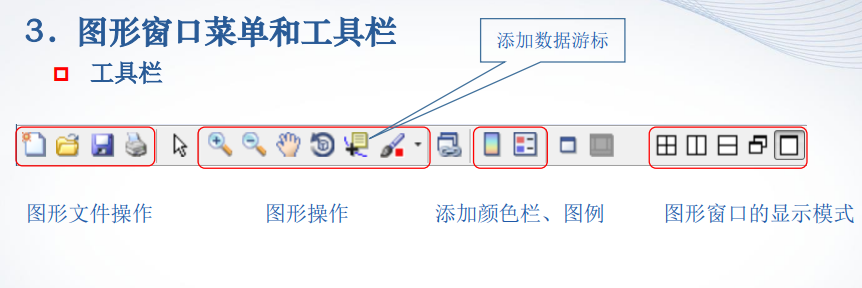 3. 图形窗口菜单和工具栏
添加数据游标
工具栏
图形文件操作
图形操作
添加颜色栏、图例
图形窗口的显示模式